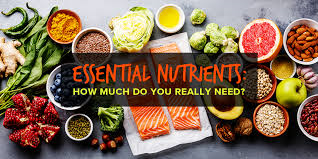 ESSENTIAL NUTRIENTS:
HOW MUCH DO YOU REALLY NEED?